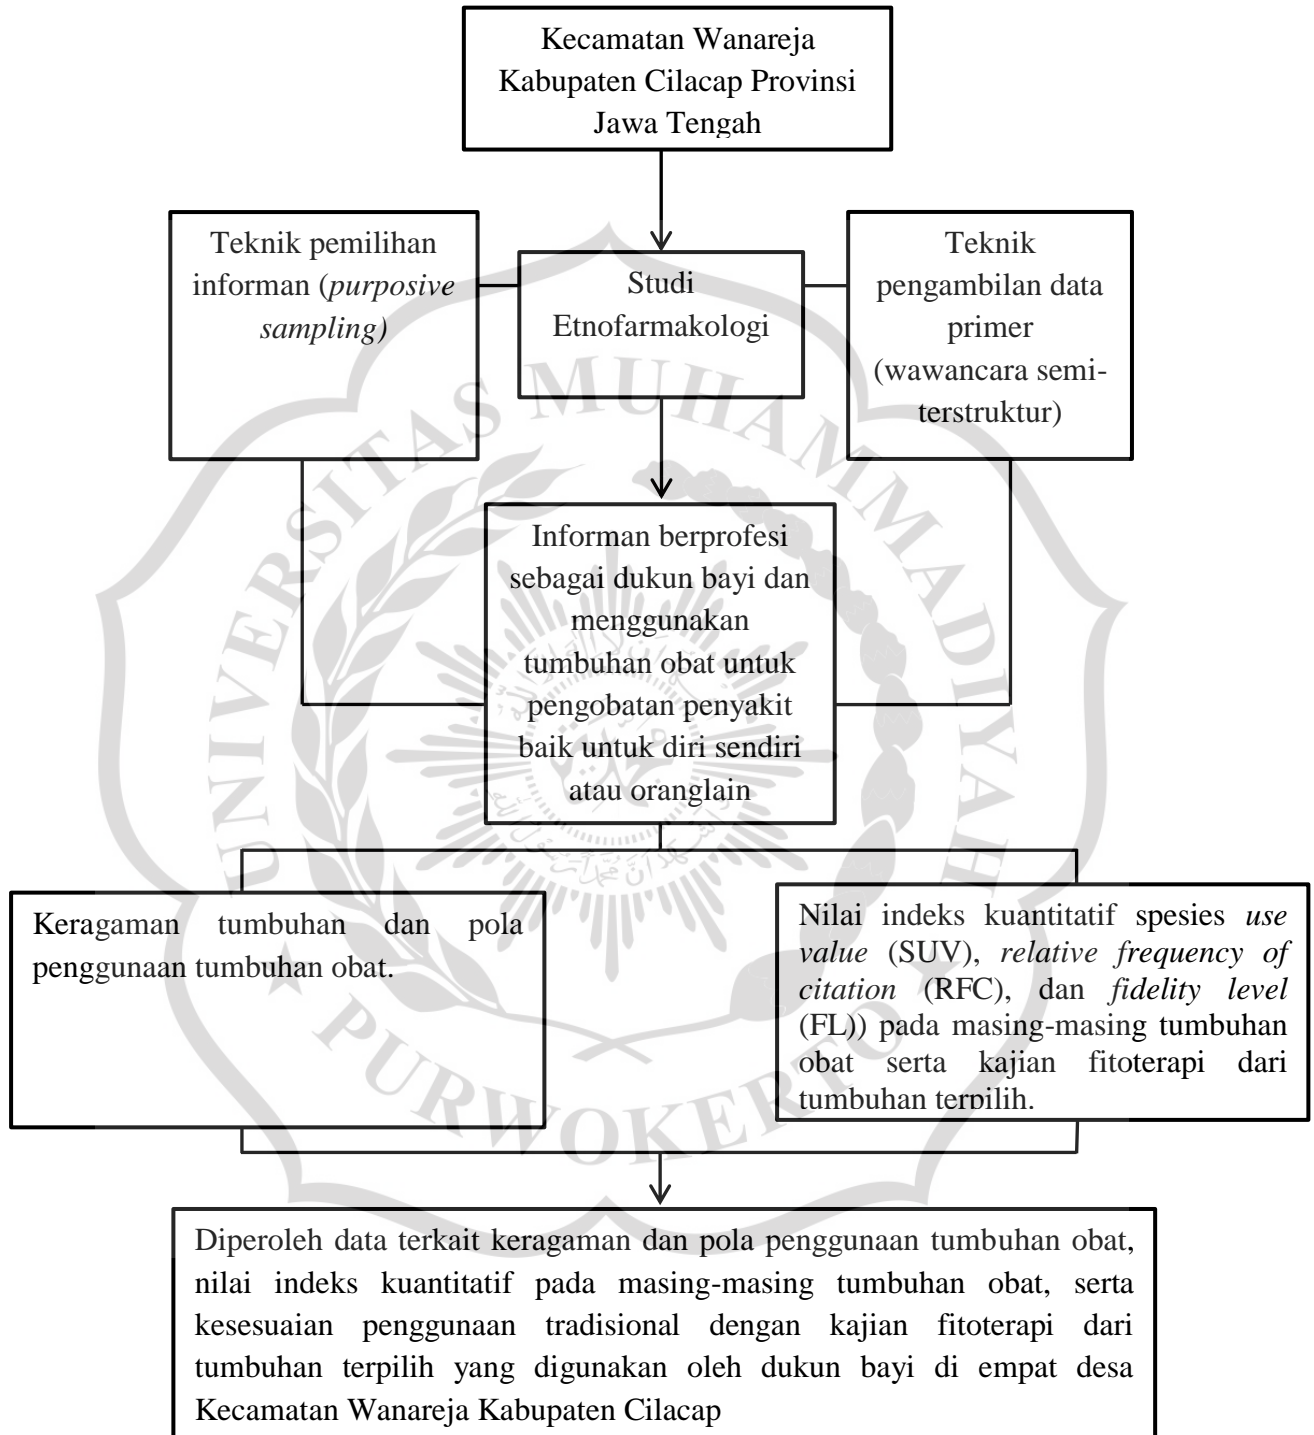 Kecamatan Wanareja
Kabupaten Cilacap Provinsi
Jawa Tengah
Teknik pemilihan
informan (purposive
sampling)
Studi
Etnofarmakologi
Teknik
pengambilan data
primer
(wawancara semi-
terstruktur)
Informan berprofesi
sebagai dukun bayi dan
menggunakan
tumbuhan obat untuk
pengobatan penyakit
baik untuk diri sendiri
atau oranglain
Keragaman tumbuhan dan pola
penggunaan tumbuhan obat.
Nilai indeks kuantitatif spesies use
value (SUV), relative frequency of
citation (RFC), dan fidelity level
(FL)) pada masing-masing tumbuhan
obat serta kajian fitoterapi dari
tumbuhan terpilih.
Diperoleh data terkait keragaman dan pola penggunaan tumbuhan obat,
nilai indeks kuantitatif pada masing-masing tumbuhan obat, serta
kesesuaian penggunaan tradisional dengan kajian fitoterapi dari
tumbuhan terpilih yang digunakan oleh dukun bayi di empat desa
Kecamatan Wanareja Kabupaten Cilacap
UNIVERSITAS MUHAMMADIYAH
PURWOKERTO